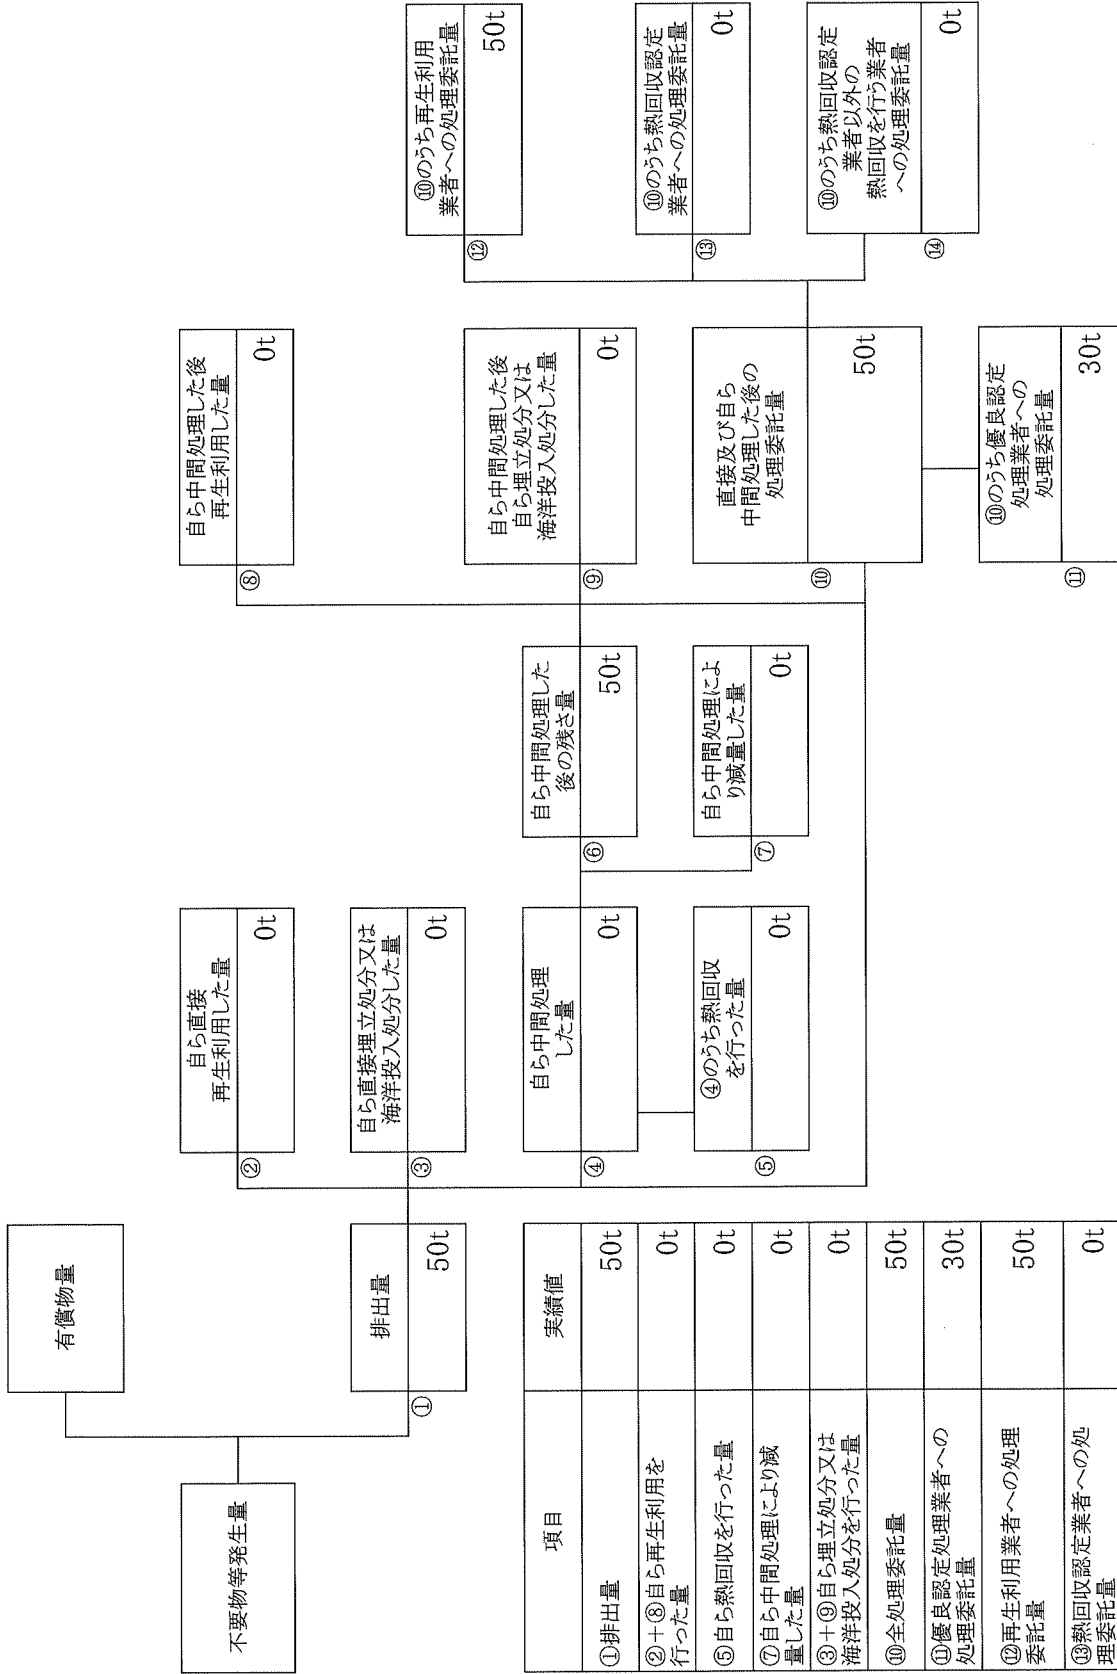 有償物量
不要物等発生量
①
排出量
50t
②
自ら直接
再生利用した量
0t
③
自ら直接埋立処分又は
海洋投入処分した量
0t
④
自ら中間処理
した量
0t
⑤
④のうち熱回収
を行った量
0t
⑥
自ら中間処理した
後の残さ量
50t
⑦
自ら中間処理によ
り減量した量
0t
⑧
自ら中間処理した後
再生利用した量
0t
⑨
自ら中間処理した後
自ら埋立処分又は
海洋投入処分した量
0t
⑩
直接及び自ら
中間処理した後の
処理委託量
50t
⑪
⑩のうち優良認定
処理業者への
処理委託量
30t
⑫
⑩のうち再生利用
業者への処理委託量
50t
⑬
⑩のうち熱回収認定
業者への処理委託量
0t
⑭
⑩のうち熱回収認定
業者以外の
熱回収を行う業者
への処理委託量
0t
項目
実績値
①排出量
50t
②＋⑧自ら再生利用を
行った量
0t
⑤自ら熱回収を行った量
0t
⑦自ら中間処理により減
量した量
0t
③＋⑨自ら埋立処分又は
海洋投入処分を行った量
0t
⑩全処理委託量
50t
⑪優良認定処理業者への
処理委託量
30t
⑫再生利用業者への処理
委託量
50t
⑬熱回収認定業者への処
理委託量
0t